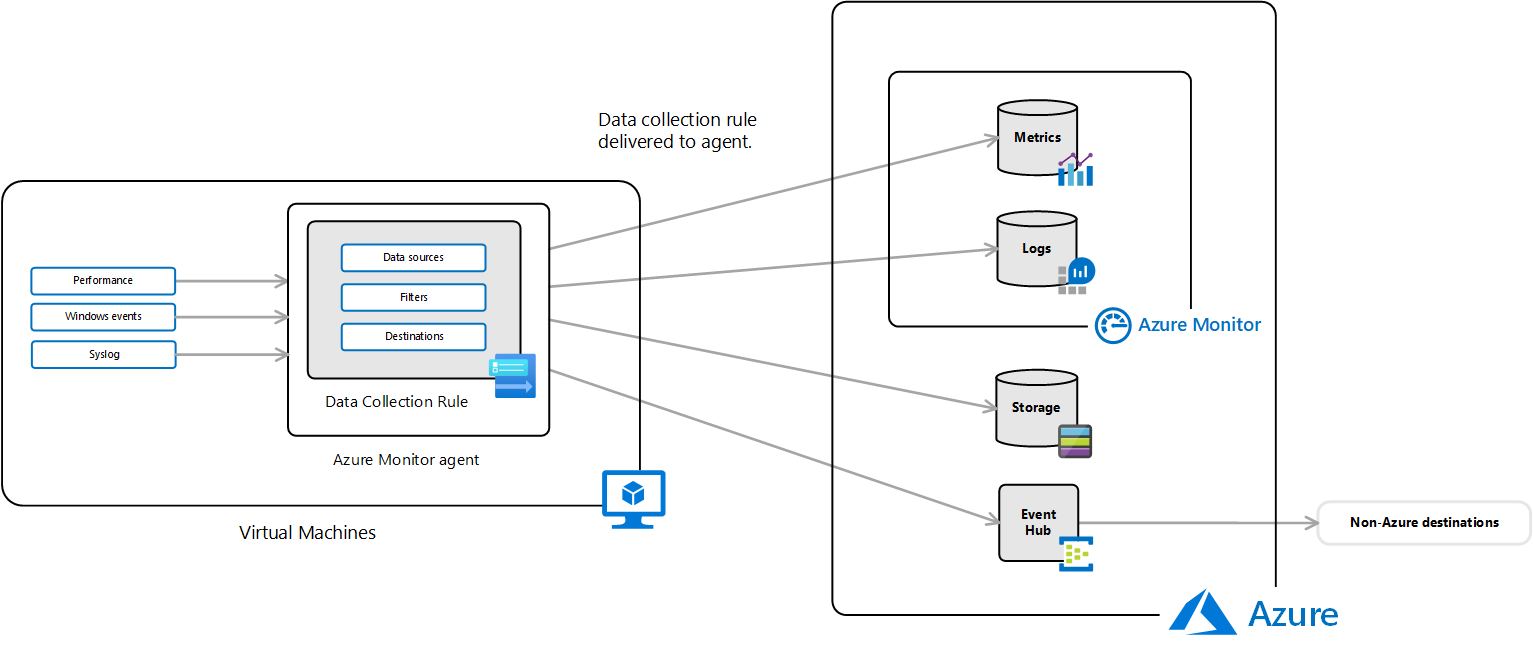 Data collection rule
delivered to agent.
Performance
Windows events
Syslog
Data sources
Filters
Destinations
Data Collection Rule
Azure Monitor agent
Virtual Machines
Metrics
Logs
Azure Monitor
Storage
Event
Hub
Non-Azure destinations
Azure